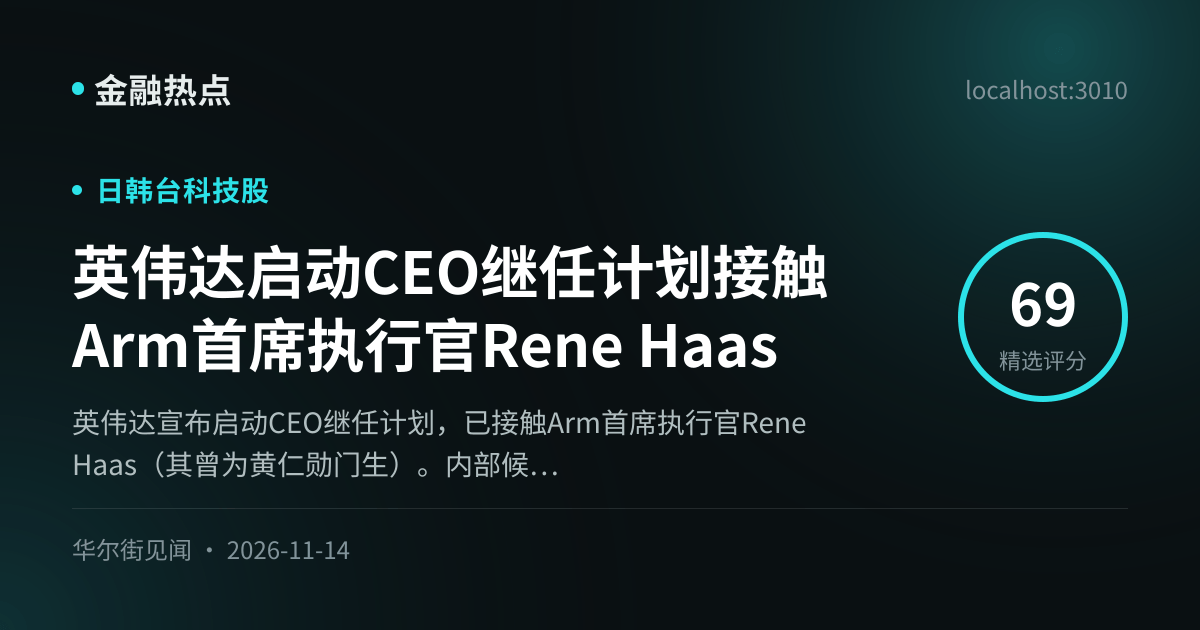 金融热点
localhost:3010
日韩台科技股
英伟达启动CEO继任计划接触
Arm首席执行官Rene Haas
69
精选评分
英伟达宣布启动CEO继任计划，已接触Arm首席执行官Rene
Haas（其曾为黄仁勋门生）。内部候…
华尔街见闻 · 2026-11-14